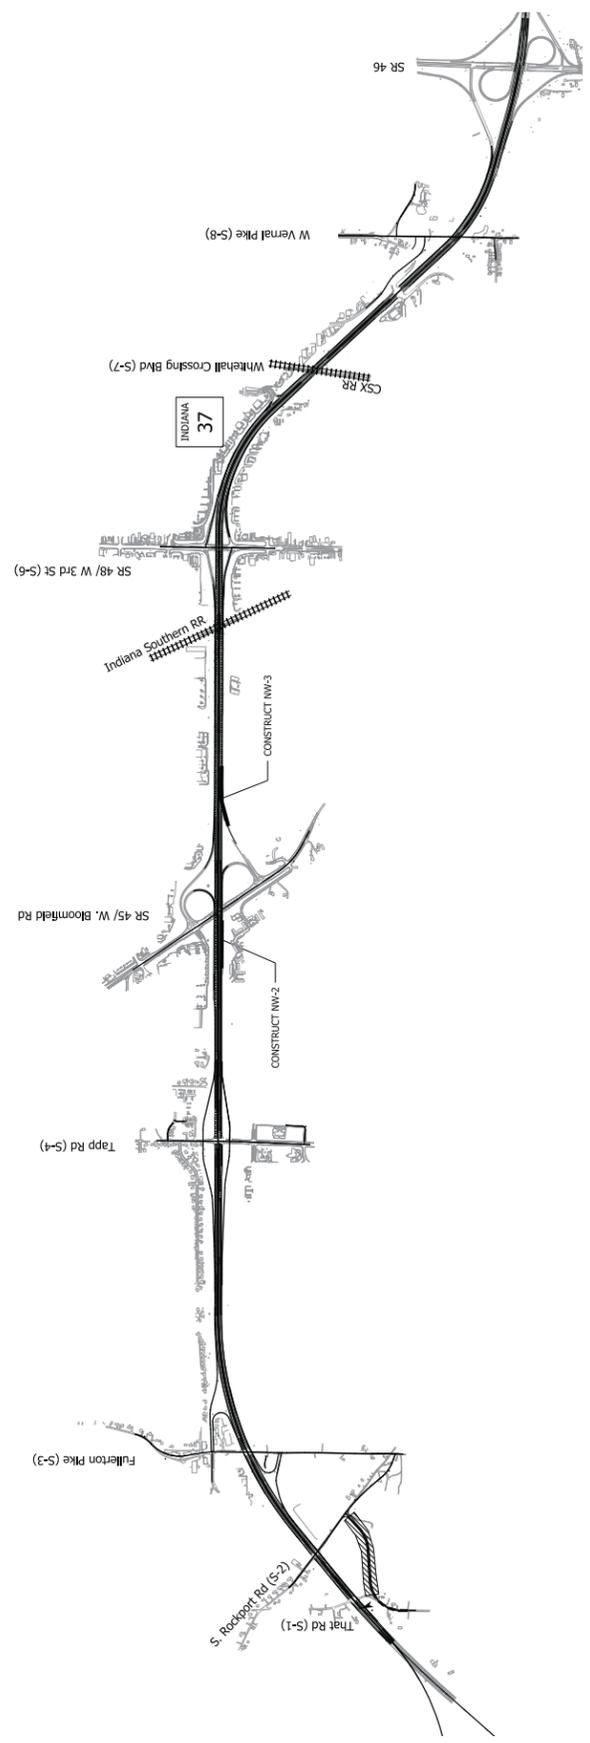 SR 46
W Vernal Pike (S-8)
Whitehall Crossing Blvd (S-7)
CSX RR
INDIANA
37
SR 48/ W 3rd St (S-6)
Indiana Southern RR
CONSTRUCT NW-3
SR 45/ W. Bloomfield Rd
CONSTRUCT NW-2
Tapp Rd (S-4)
Fullerton Pike (S-3)
S. Rockport Rd (S-2)
That Rd (S-1)